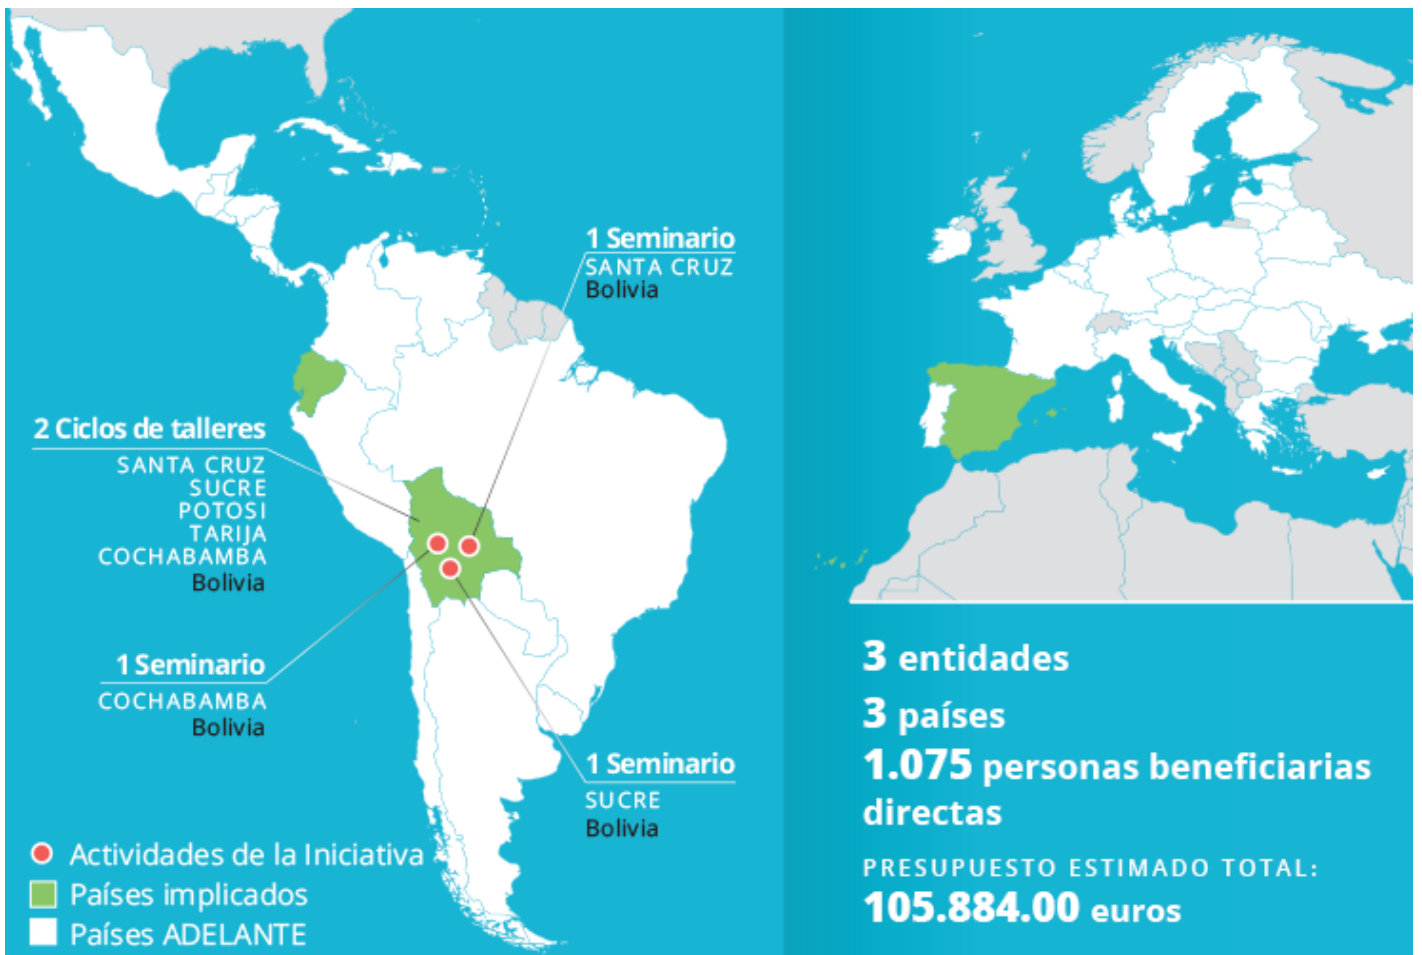 1 Seminario
SANTA CRUZ
Bolivia
2 Ciclos de talleres
SANTA CRUZ
SUCRE
POTOSI
TARIJA
COCHABAMBA
Bolivia
1 Seminario
COCHABAMBA
Bolivia
1 Seminario
SUCRE
Bolivia
Actividades de la Iniciativa
Países implicados
Países ADELANTE
3 entidades
3 países
1.075 personas beneficiarias
directas
PRESUPUESTO ESTIMADO TOTAL:
105.884.00 euros